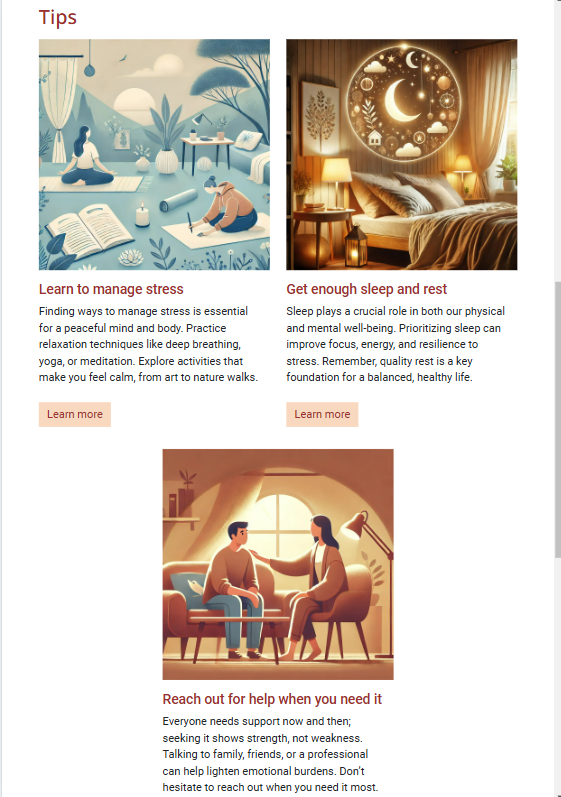 Tips
Learn to manage stress
Finding ways to manage stress is essential
for a peaceful mind and body. Practice
relaxation techniques like deep breathing,
yoga, or meditation. Explore activities that
make you feel calm, from art to nature walks.
Learn more
Get enough sleep and rest
Sleep plays a crucial role in both our physical
and mental well-being. Prioritizing sleep can
improve focus, energy, and resilience to
stress. Remember, quality rest is a key
foundation for a balanced, healthy life.
Learn more
Reach out for help when you need it
Everyone needs support now and then;
seeking it shows strength, not weakness.
Talking to family, friends, or a professional
can help lighten emotional burdens. Don't
hesitate to reach out when you need it most.